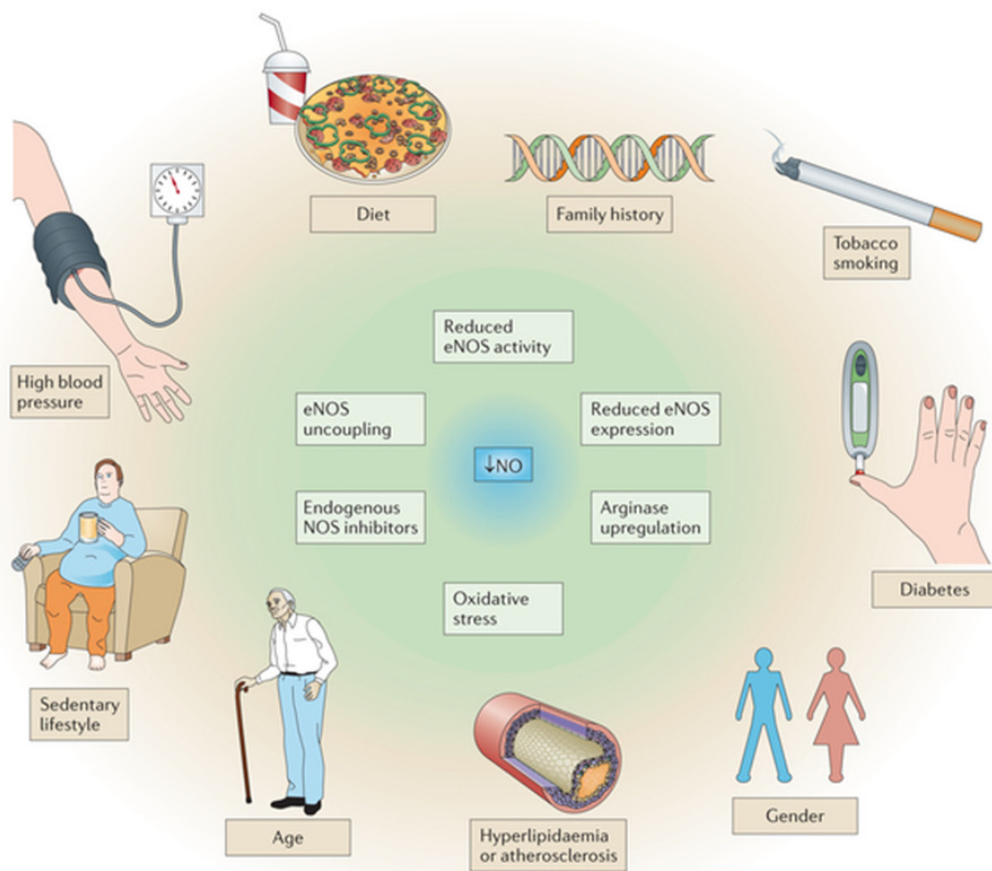 Diet
Family history
Tobacco
smoking
High blood
pressure
Reduced
eNOS activity
eNOS
uncoupling
Reduced eNOS
expression
↓NO
Endogenous
NOS inhibitors
Arginase
upregulation
Oxidative
stress
Diabetes
Sedentary
lifestyle
Age
Hyperlipidaemia
or atherosclerosis
Gender